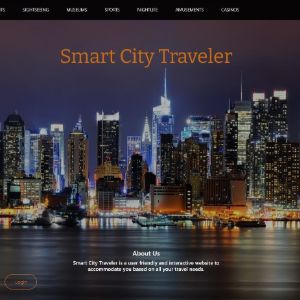 SIGHTSEEING MUSEUMS SPORTS NIGHTLIFE AMUSEMENTS CASINOS
Smart City Traveler
About Us
Smart City Traveler is a user friendly and interactive website to
accommodate you based on all your travel needs.
Login